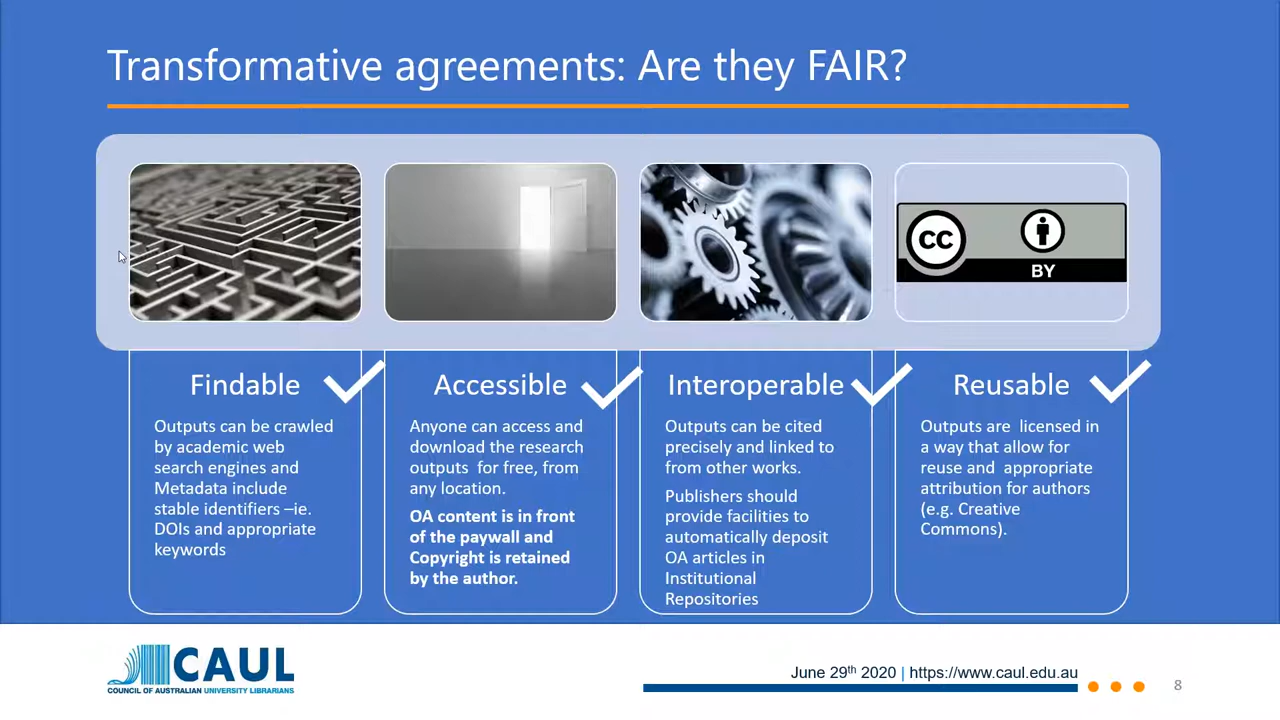 Transformative agreements: Are they FAIR?
CC
BY
Findable
Outputs can be crawled
by academic web
search engines and
Metadata include
stable identifiers –ie.
DOIs and appropriate
keywords
Accessible
Anyone can access and
download the research
outputs  for free, from
any location.
OA content is in front
of the paywall and
Copyright is retained
by the author.
Interoperable
Outputs can be cited
precisely and linked to
from other works.
Publishers should
provide facilities to
automatically deposit
OA articles in
Institutional
Repositories
Reusable
Outputs are  licensed in
a way that allow for
reuse and  appropriate
attribution for authors
(e.g. Creative
Commons).
CAUL
COUNCIL OF AUSTRALIAN UNIVERSITY LIBRARIANS
June 29th 2020 | https://www.caul.edu.au
8